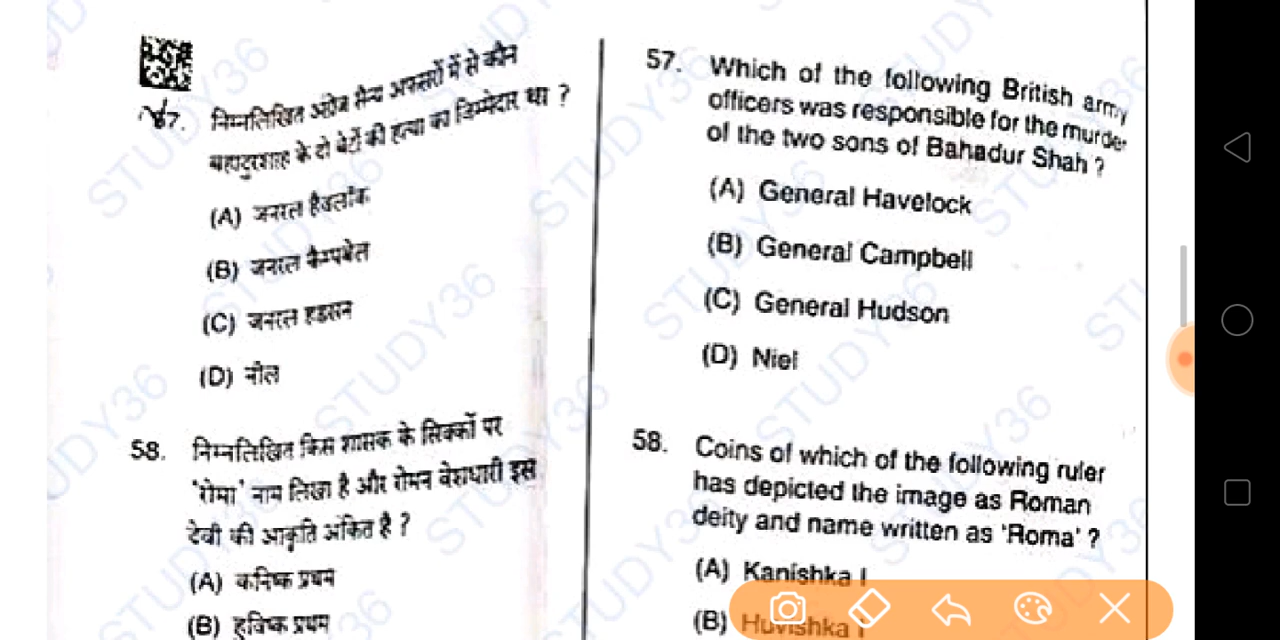 57. निम्नलिखित अंग्रेज सैन्य अफसरों में से कौन
बहादुरशाह के दो बेटों की हत्या का जिम्मेदार था ?
(A) जनरल हैवलॉक
(B) जनरल कैम्पबेल
(C) जनरल हडसन
(D) नील
58. निम्नलिखित किस शासक के सिक्कों पर
'रोमा' नाम लिखा है और रोमन वेशधारी इस
देवी की आकृति अंकित है ?
(A) कनिष्क प्रथम
(B) हुविष्क प्रथम
57. Which of the following British army
officers was responsible for the murder
of the two sons of Bahadur Shah ?
(A) General Havelock
(B) General Campbell
(C) General Hudson
(D) Niel
58. Coins of which of the following ruler
has depicted the image as Roman
deity and name written as 'Roma' ?
(A) Kanishka I
(B) Huvishka I
STUDY36